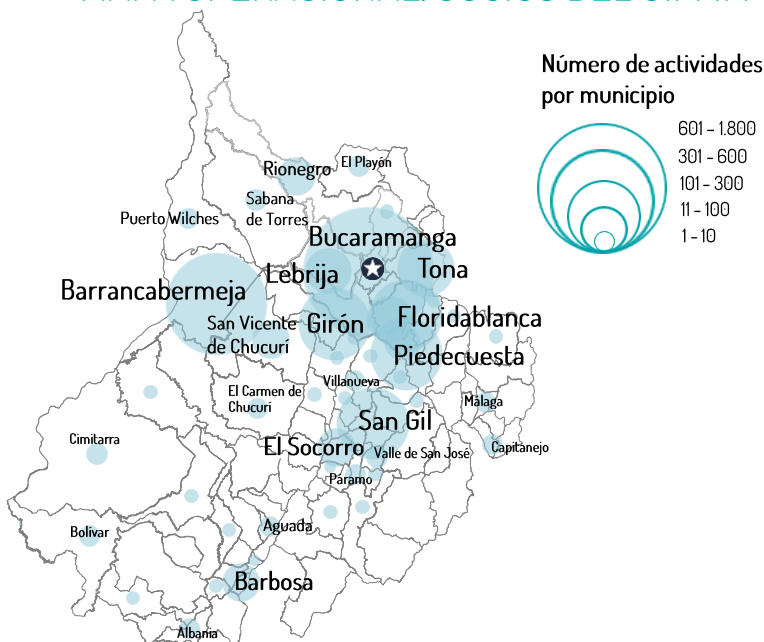 Número de actividades
por municipio
601 – 1.800
301 – 600
101 – 300
11 – 100
1 – 10
El Playón
Rionegro
Sabana
de Torres
Puerto Wilches
Bucaramanga
Lebrija
Tona
Barrancabermeja
San Vicente
de Chucurí
Girón
Floridablanca
Piedecuesta
Villanueva
El Carmen de
Chucurí
Málaga
San Gil
Cimitarra
El Socorro
Valle de San José
Capitanejo
Páramo
Bolívar
Aguada
Barbosa
Albania